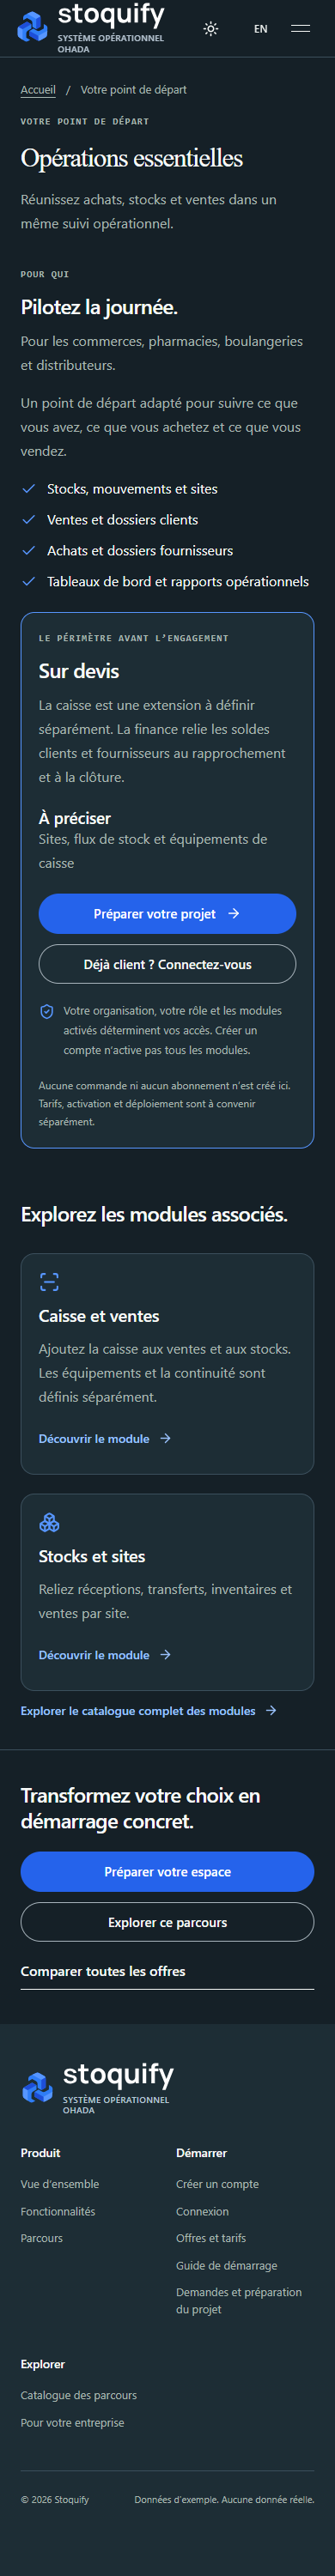 stoquify
SYSTÈME OPÉRATIONNEL
OHADA
EN
Accueil / Votre point de départ
VOTRE POINT DE DÉPART
Opérations essentielles
Réunissez achats, stocks et ventes dans un
même suivi opérationnel.
POUR QUI
Pilotez la journée.
Pour les commerces, pharmacies, boulangeries
et distributeurs.
Un point de départ adapté pour suivre ce que
vous avez, ce que vous achetez et ce que vous
vendez.
Stocks, mouvements et sites
Ventes et dossiers clients
Achats et dossiers fournisseurs
Tableaux de bord et rapports opérationnels
LE PÉRIMÈTRE AVANT L’ENGAGEMENT
Sur devis
La caisse est une extension à définir
séparément. La finance relie les soldes
clients et fournisseurs au rapprochement
et à la clôture.
À préciser
Sites, flux de stock et équipements de
caisse
Préparer votre projet
Déjà client ? Connectez-vous
Votre organisation, votre rôle et les modules
activés déterminent vos accès. Créer un
compte n’active pas tous les modules.
Aucune commande ni aucun abonnement n’est créé ici.
Tarifs, activation et déploiement sont à convenir
séparément.
Explorez les modules associés.
Caisse et ventes
Ajoutez la caisse aux ventes et aux stocks.
Les équipements et la continuité sont
définis séparément.
Découvrir le module
Stocks et sites
Reliez réceptions, transferts, inventaires et
ventes par site.
Découvrir le module
Explorer le catalogue complet des modules
Transformez votre choix en
démarrage concret.
Préparer votre espace
Explorer ce parcours
Comparer toutes les offres
stoquify
SYSTÈME OPÉRATIONNEL
OHADA
Produit
Vue d’ensemble
Fonctionnalités
Parcours
Démarrer
Créer un compte
Connexion
Offres et tarifs
Guide de démarrage
Demandes et préparation
du projet
Explorer
Catalogue des parcours
Pour votre entreprise
© 2026 Stoquify
Données d’exemple. Aucune donnée réelle.